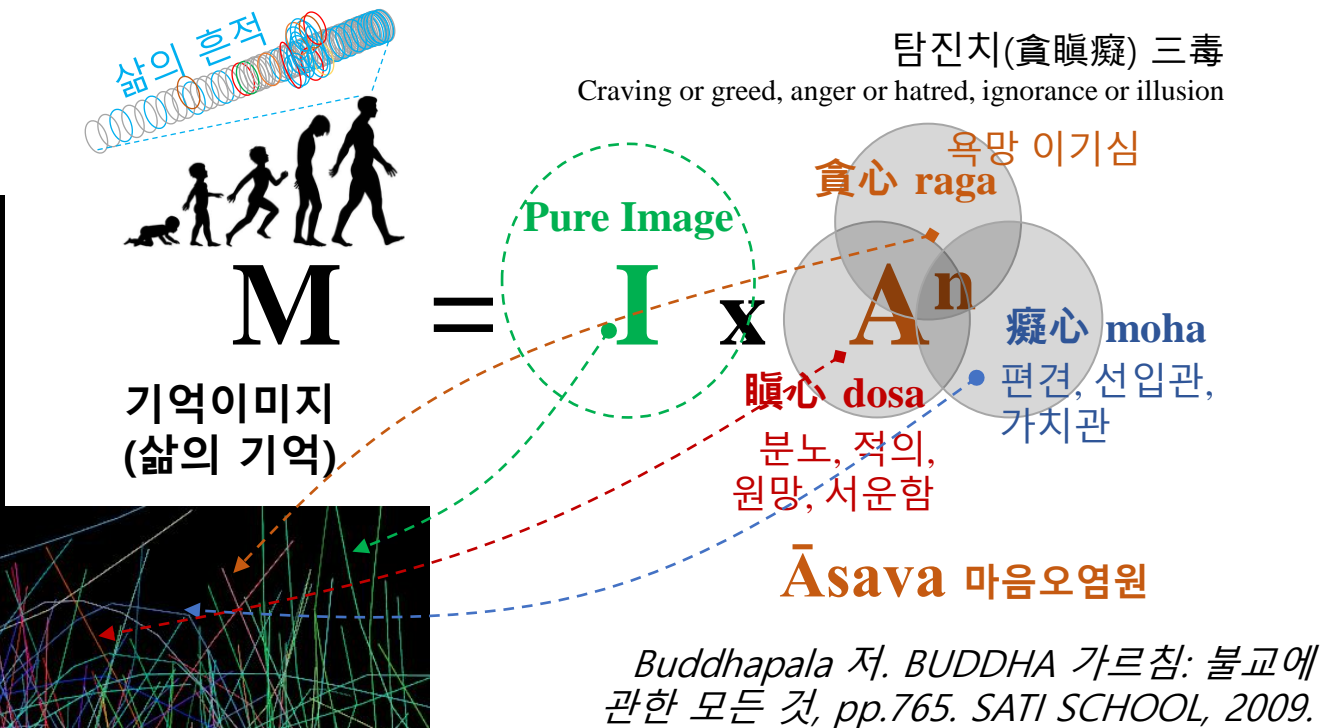 삶의 흔적
탐진치(貪瞋癡) 三毒
Craving or greed, anger or hatred, ignorance or illusion
욕망 이기심
貪心 raga
Pure Image
M = I x Aⁿ
癡心 moha
편견, 선입관,
가치관
瞋心 dosa
분노, 적의,
원망, 서운함
기억이미지
(삶의 기억)
Āsava 마음오염원
Buddhapala 저. BUDDHA 가르침: 불교에
관한 모든 것, pp.765. SATI SCHOOL, 2009.